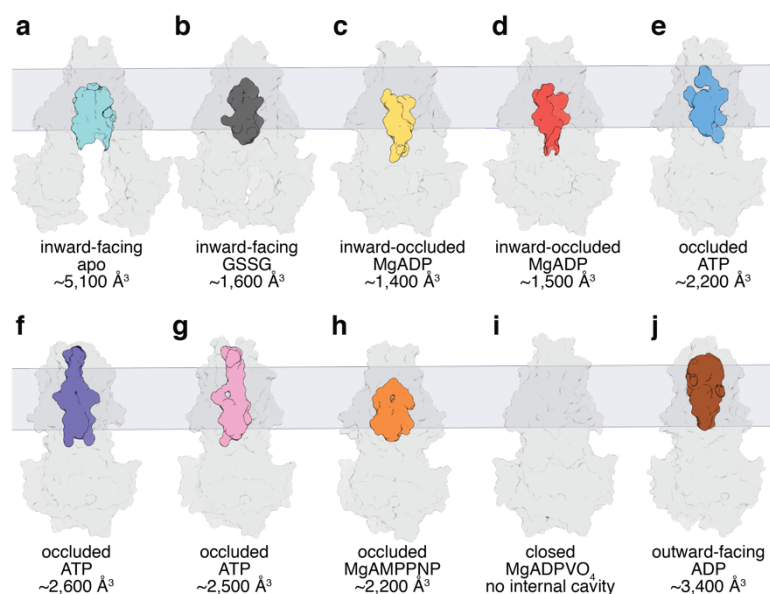 a
b
c
d
e
inward-facing
apo
~5,100 Å³
inward-facing
GSSG
~1,600 Å³
inward-occluded
MgADP
~1,400 Å³
inward-occluded
MgADP
~1,500 Å³
occluded
ATP
~2,200 Å³
f
g
h
i
j
occluded
ATP
~2,600 Å³
occluded
ATP
~2,500 Å³
occluded
MgAMPPNP
~2,200 Å³
closed
MgADPVO₄
no internal cavity
outward-facing
ADP
~3,400 Å³